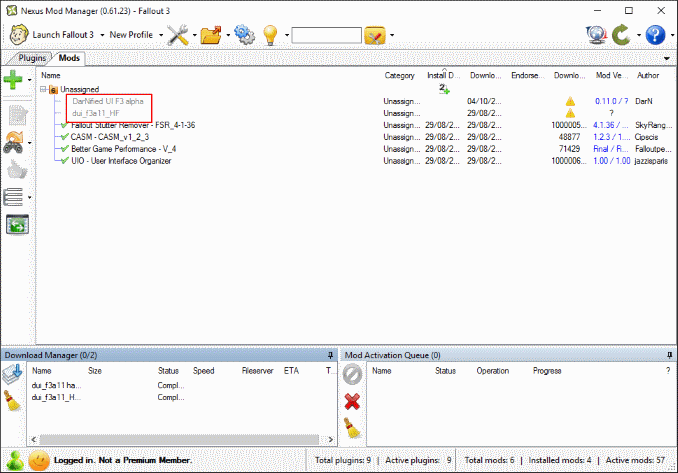 Nexus Mod Manager (0.61.23) - Fallout 3
Launch Fallout 3
New Profile
Plugins
Mods
Name Category Install D... Downlo... Endorse... Downlo... Mod Ve... Author
2
6 Unassigned
DarNified UI F3 alpha Unassign... 04/10/2... 0.11.0 / ? DarN
dui_f3a11_HF Unassign... 29/08/2... ?
Fallout Stutter Remover - FSR_4-1-36 Unassign... 29/08/2... 29/08/2... 1000005... 4.1.36 / ... SkyRang...
CASM - CASM_v1_2_3 Unassign... 29/08/2... 29/08/2... 48877 1.2.3 / 1.... Cipscis
Better Game Performance - V_4 Unassign... 29/08/2... 29/08/2... 71429 Rnal / R... Falloutpe...
UIO - User Interface Organizer Unassign... 29/08/2... 29/08/2... 1000006... 1.00 / 1.00 jazzisparis
Download Manager (0/2)
Name Size Status Speed Fileserver ETA T...
dui_f3a11 ha... Compl...
dui_f3a11_H... Compl...
Mod Activation Queue (0)
Name Status Operation Progress ?
Logged in. Not a Premium Member.
Total plugins: 9 | Active plugins: 9
Total mods: 6 | Installed mods: 4 | Active mods: 57